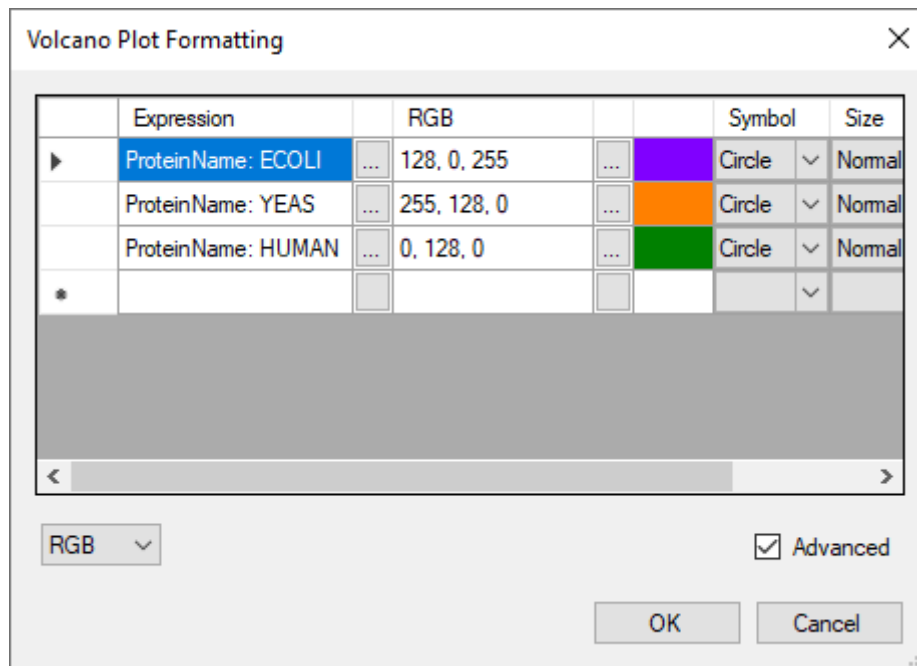 Volcano Plot Formatting
Expression RGB Symbol Size
ProteinName: ECOLI ... 128, 0, 255 ... Circle Normal
ProteinName: YEAS ... 255, 128, 0 ... Circle Normal
ProteinName: HUMAN ... 0, 128, 0 ... Circle Normal
RGB Advanced
OK Cancel